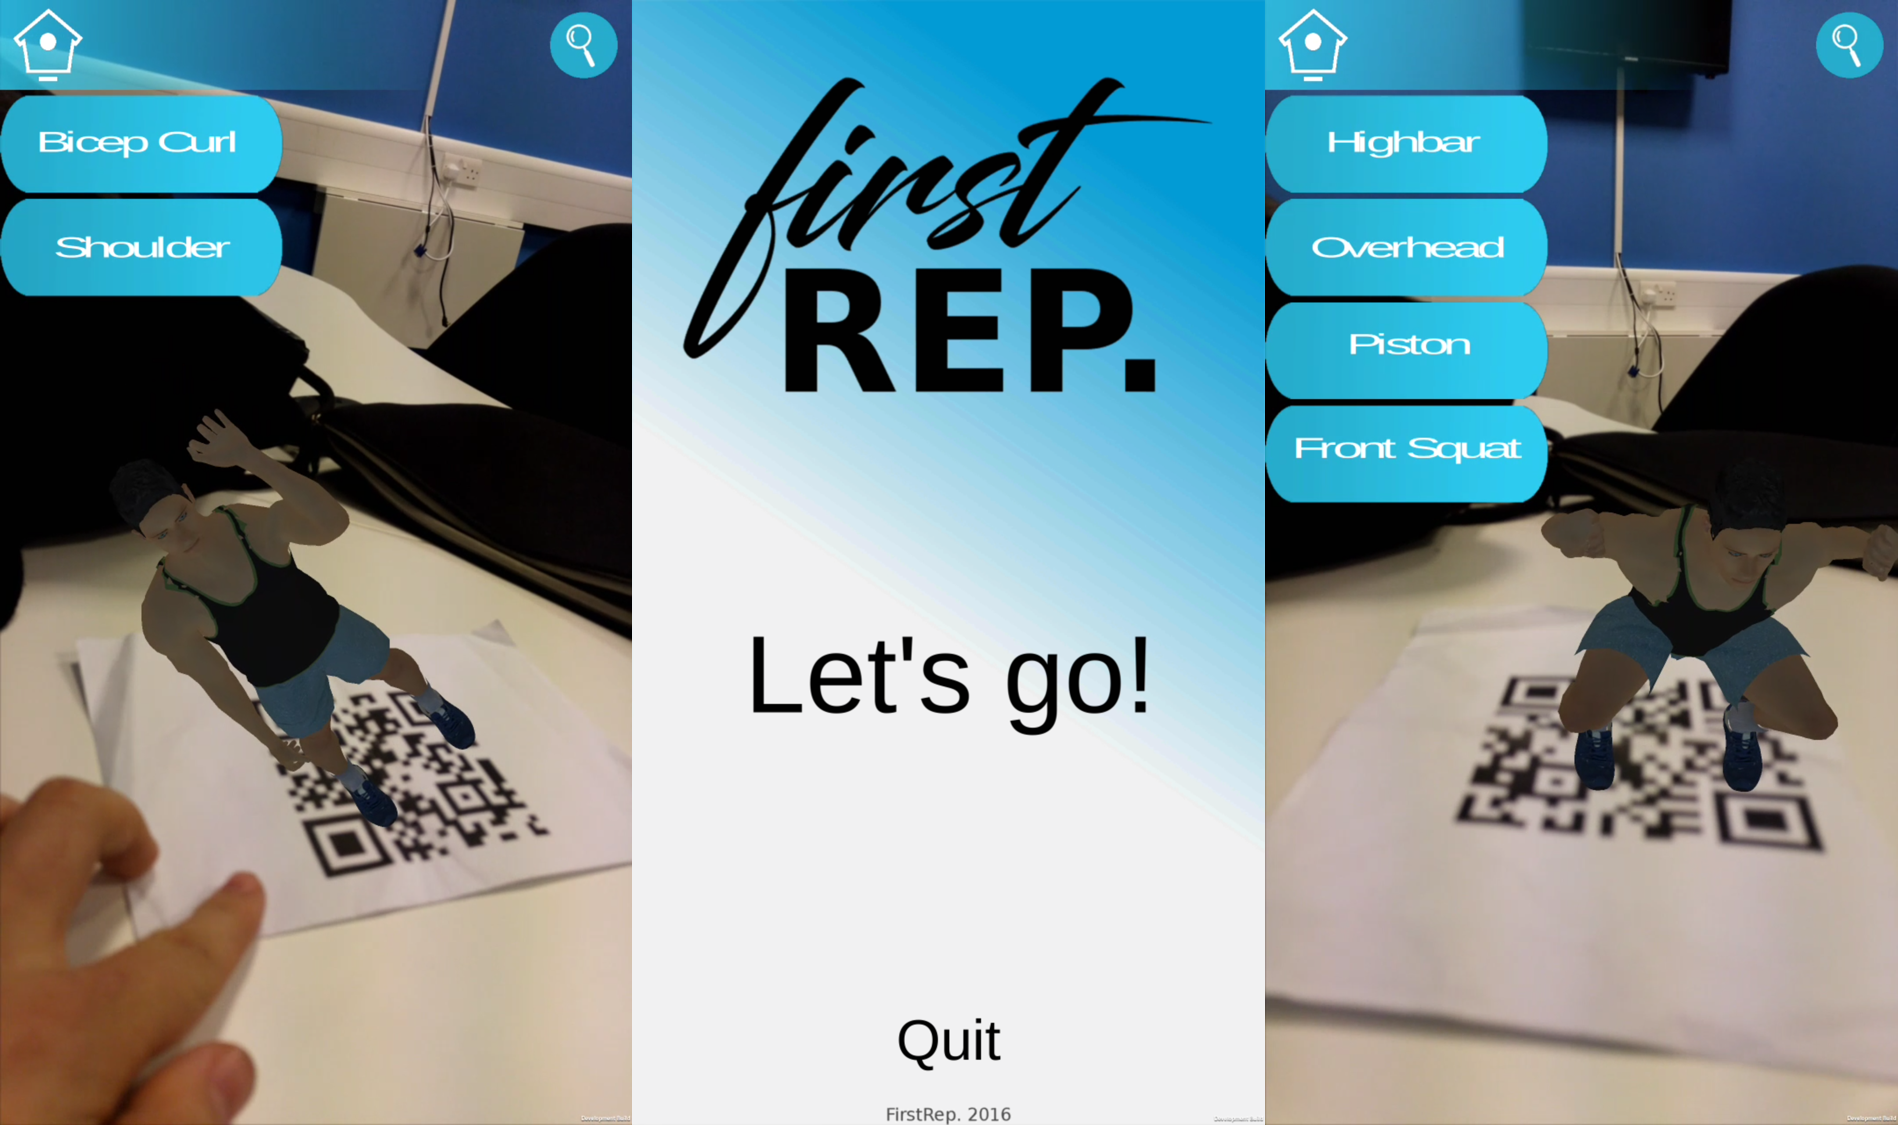 Bicep Curl
Shoulder
Development Build
first
REP.
Let's go!
Quit
FirstRep. 2016
Development Build
Highbar
Overhead
Piston
Front Squat
Development Build